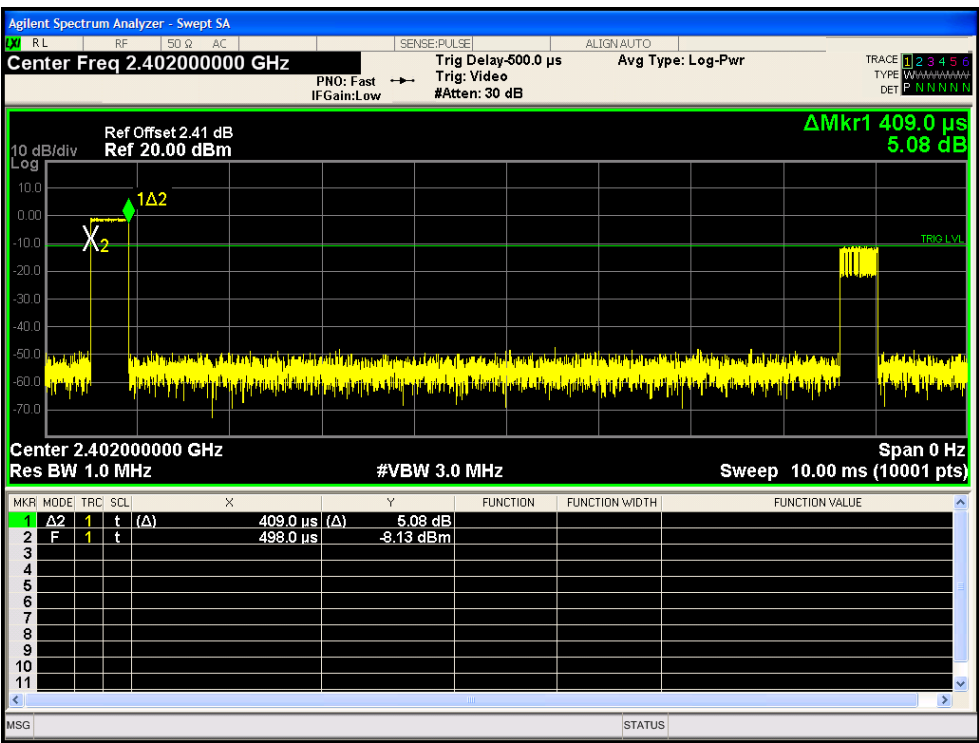 Agilent Spectrum Analyzer - Swept SA
LXI RL RF 50 Ω AC SENSE:PULSE ALIGNAUTO
Center Freq 2.402000000 GHz
PNO: Fast
IFGain:Low
Trig Delay-500.0 µs
Trig: Video
#Atten: 30 dB
Avg Type: Log-Pwr
TRACE 1 2 3 4 5 6
TYPE W
DET P N N N N N
ΔMkr1 409.0 µs
5.08 dB
Ref Offset 2.41 dB
10 dB/div Ref 20.00 dBm
Log
10.0
0.00
-10.0
-20.0
-30.0
-40.0
-50.0
-60.0
-70.0
1Δ2
X2
TRIG LVL
Center 2.402000000 GHz Span 0 Hz
Res BW 1.0 MHz #VBW 3.0 MHz Sweep 10.00 ms (10001 pts)
MKR MODE TRC SCL X Y FUNCTION FUNCTION WIDTH FUNCTION VALUE
1 Δ2 1 t (Δ) 409.0 µs (Δ) 5.08 dB
2 F 1 t 498.0 µs -8.13 dBm
3
4
5
6
7
8
9
10
11
MSG STATUS